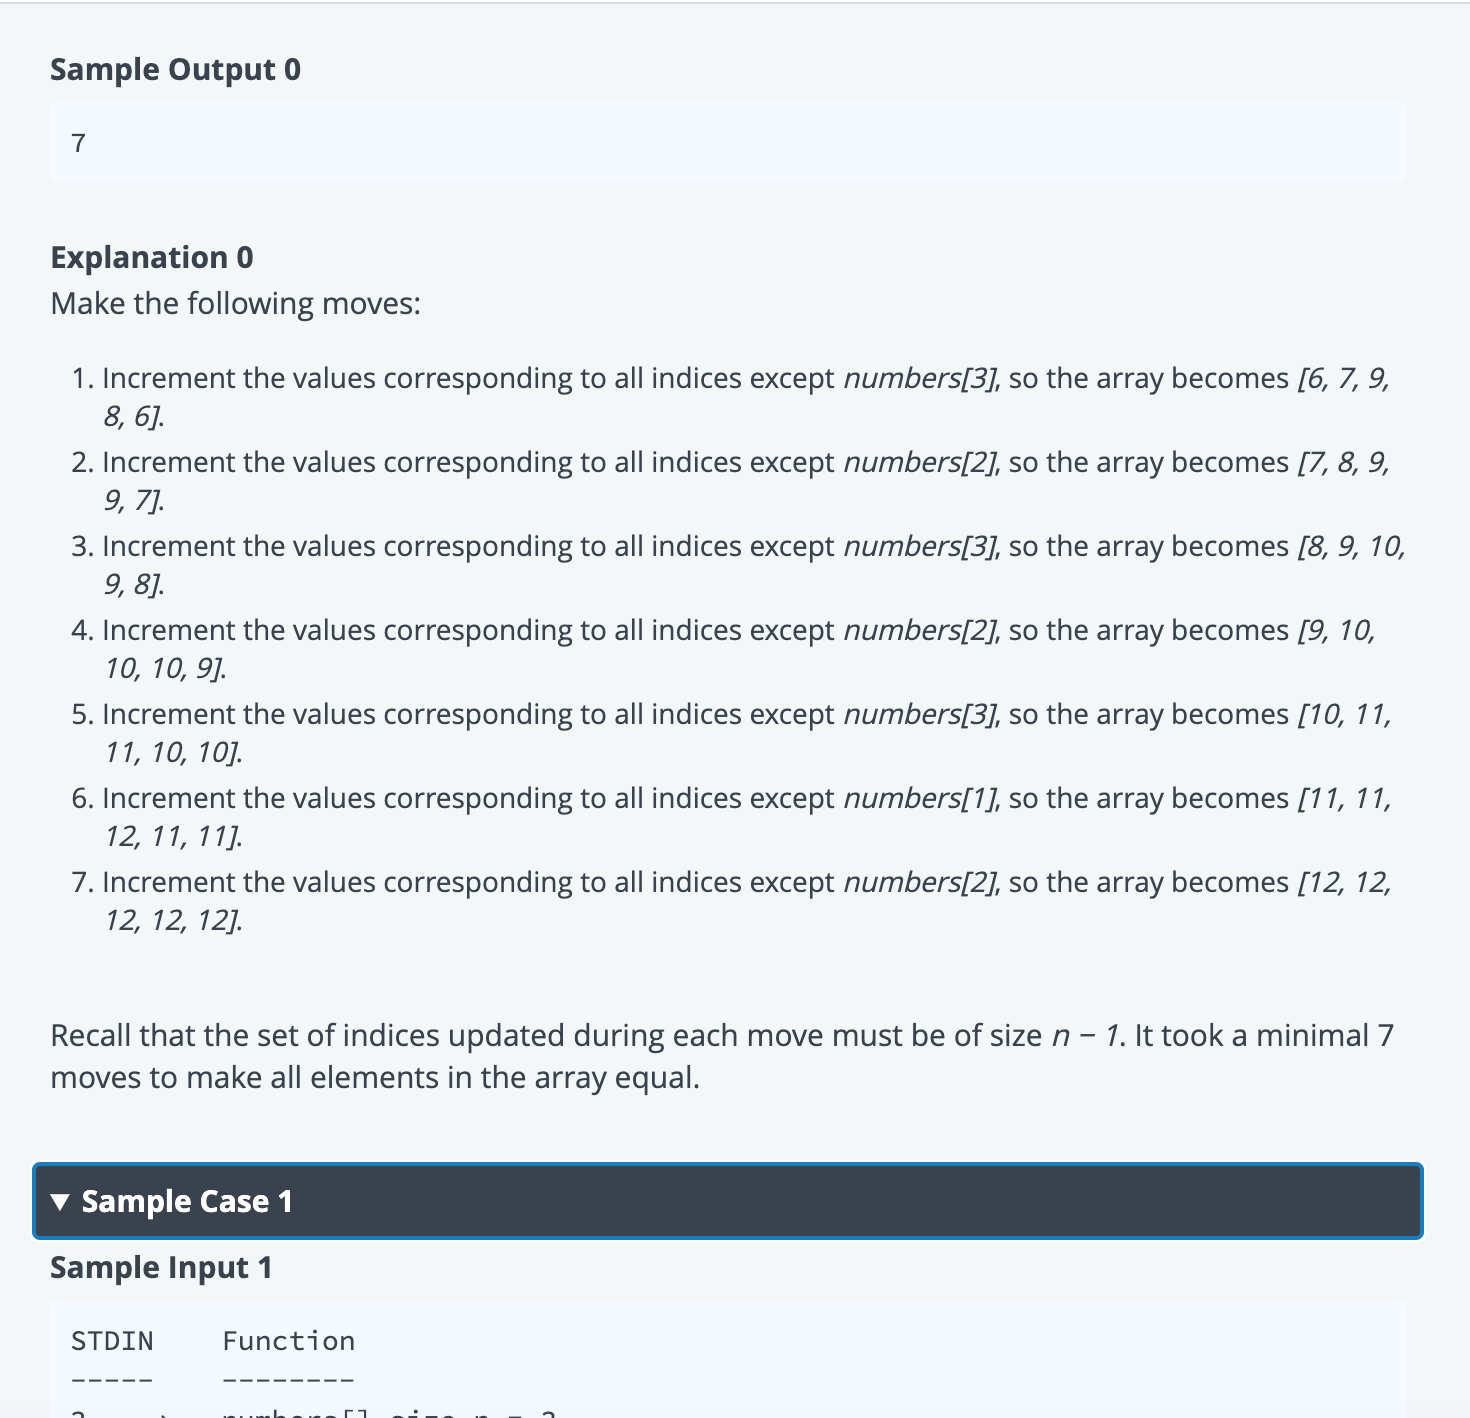 Sample Output 0
7
Explanation 0
Make the following moves:
1. Increment the values corresponding to all indices except numbers[3], so the array becomes [6, 7, 9,
8, 6].
2. Increment the values corresponding to all indices except numbers[2], so the array becomes [7, 8, 9,
9, 7].
3. Increment the values corresponding to all indices except numbers[3], so the array becomes [8, 9, 10,
9, 8].
4. Increment the values corresponding to all indices except numbers[2], so the array becomes [9, 10,
10, 10, 9].
5. Increment the values corresponding to all indices except numbers[3], so the array becomes [10, 11,
11, 10, 10].
6. Increment the values corresponding to all indices except numbers[1], so the array becomes [11, 11,
12, 11, 11].
7. Increment the values corresponding to all indices except numbers[2], so the array becomes [12, 12,
12, 12, 12].
Recall that the set of indices updated during each move must be of size n − 1. It took a minimal 7
moves to make all elements in the array equal.
▼ Sample Case 1
Sample Input 1
STDIN    Function
-----    --------
numbers[] size n =